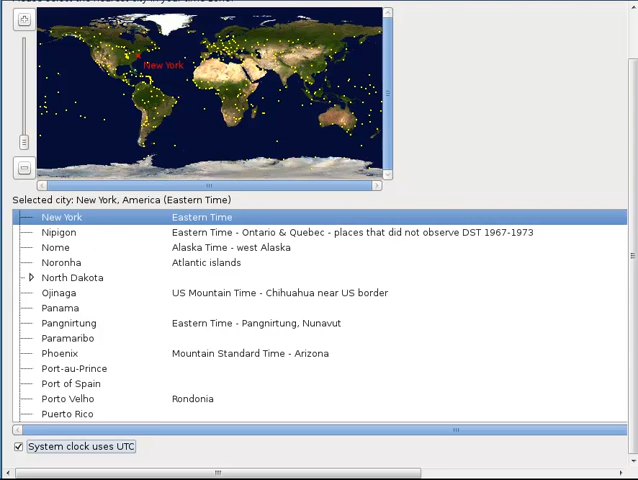 New York
Selected city: New York, America (Eastern Time)
New York Eastern Time
Nipigon Eastern Time - Ontario & Quebec - places that did not observe DST 1967-1973
Nome Alaska Time - west Alaska
Noronha Atlantic islands
North Dakota
Ojinaga US Mountain Time - Chihuahua near US border
Panama
Pangnirtung Eastern Time - Pangnirtung, Nunavut
Paramaribo
Phoenix Mountain Standard Time - Arizona
Port-au-Prince
Port of Spain
Porto Velho Rondonia
Puerto Rico
System clock uses UTC